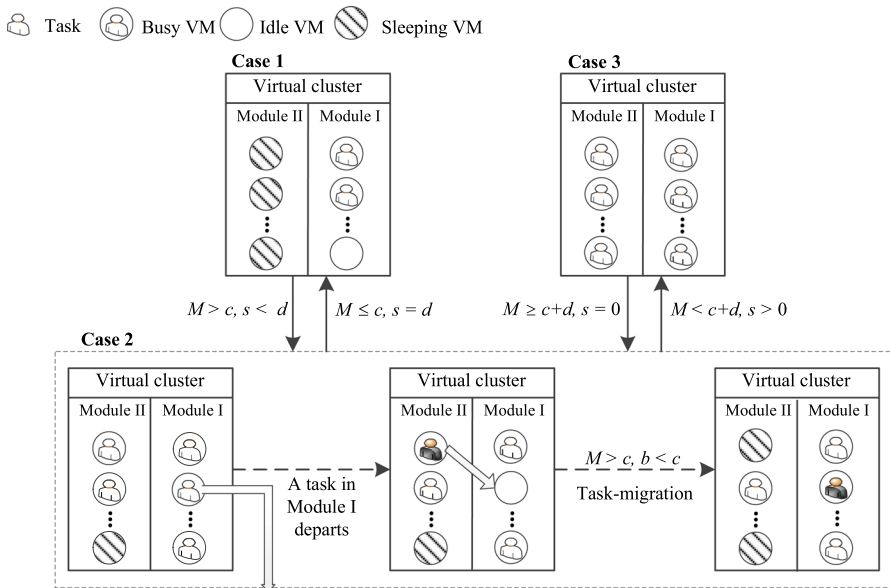 Task Busy VM Idle VM Sleeping VM
Case 1
Virtual cluster
Module II Module I
Case 3
Virtual cluster
Module II Module I
M > c, s < d
M ≤ c, s = d
M ≥ c+d, s = 0
M < c+d, s > 0
Case 2
Virtual cluster
Module II Module I
A task in
Module I
departs
Virtual cluster
Module II Module I
M > c, b < c
Task-migration
Virtual cluster
Module II Module I